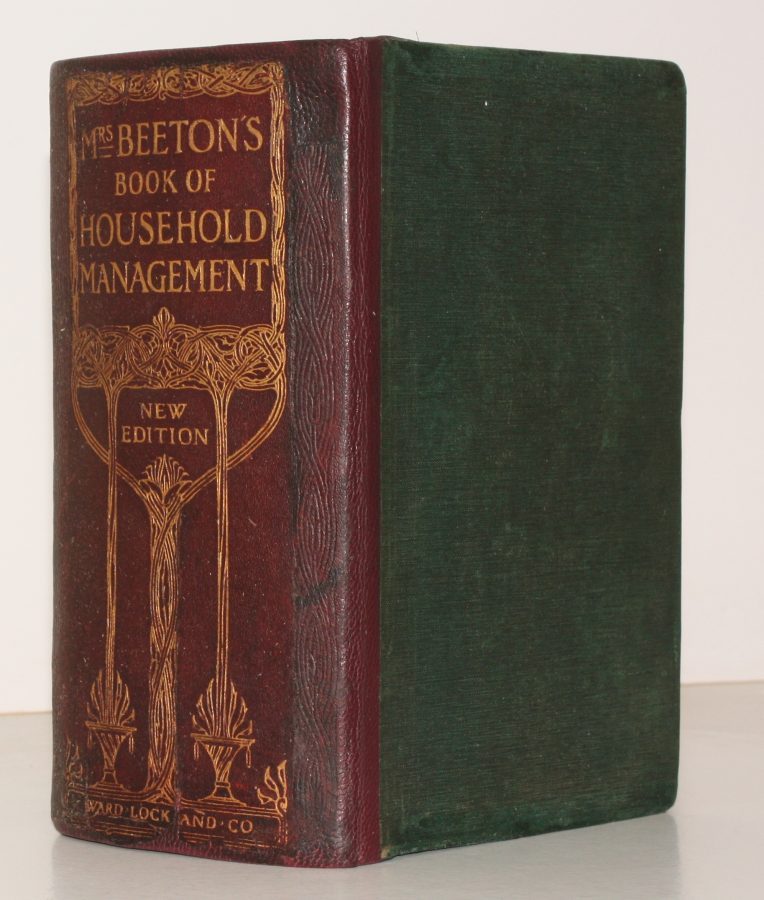 MRS BEETON'S
BOOK OF
HOUSEHOLD
MANAGEMENT
NEW
EDITION
WARD · LOCK AND · CO